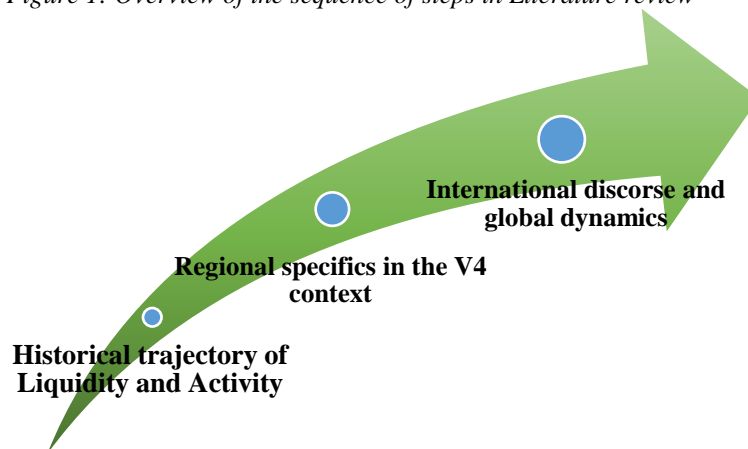 Figure 1: Overview of the sequence of steps in Literature review
International discorse and
global dynamics
Regional specifics in the V4
context
Historical trajectory of
Liquidity and Activity